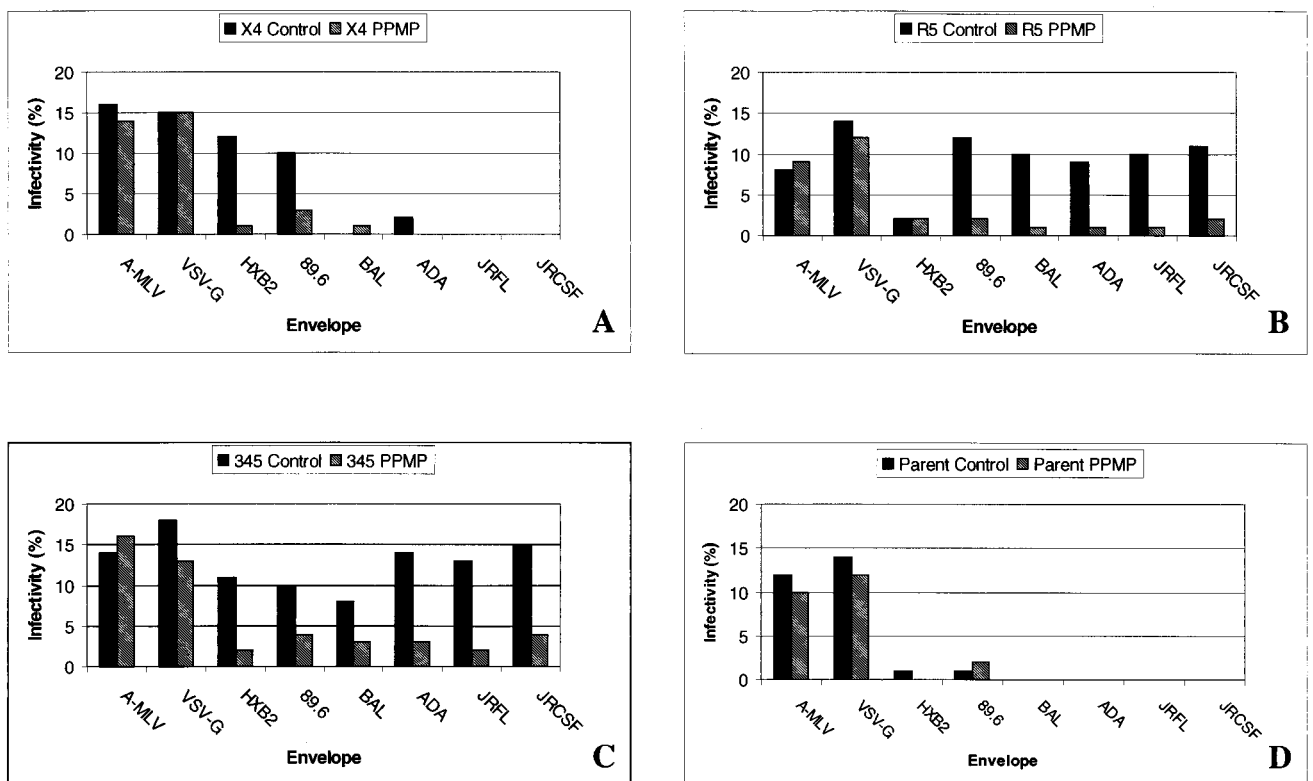 X4 Control X4 PPMP
Infectivity (%)
20
15
10
5
0
A-MLV
VSV-G
HXB2
89.6
BAL
ADA
JRFL
JRCSF
Envelope
A
R5 Control R5 PPMP
Infectivity (%)
20
15
10
5
0
A-MLV
VSV-G
HXB2
89.6
BAL
ADA
JRFL
JRCSF
Envelope
B
345 Control 345 PPMP
Infectivity (%)
20
15
10
5
0
A-MLV
VSV-G
HXB2
89.6
BAL
ADA
JRFL
JRCSF
Envelope
C
Parent Control Parent PPMP
Infectivity (%)
20
15
10
5
0
A-MLV
VSV-G
HXB2
89.6
BAL
ADA
JRFL
JRCSF
Envelope
D